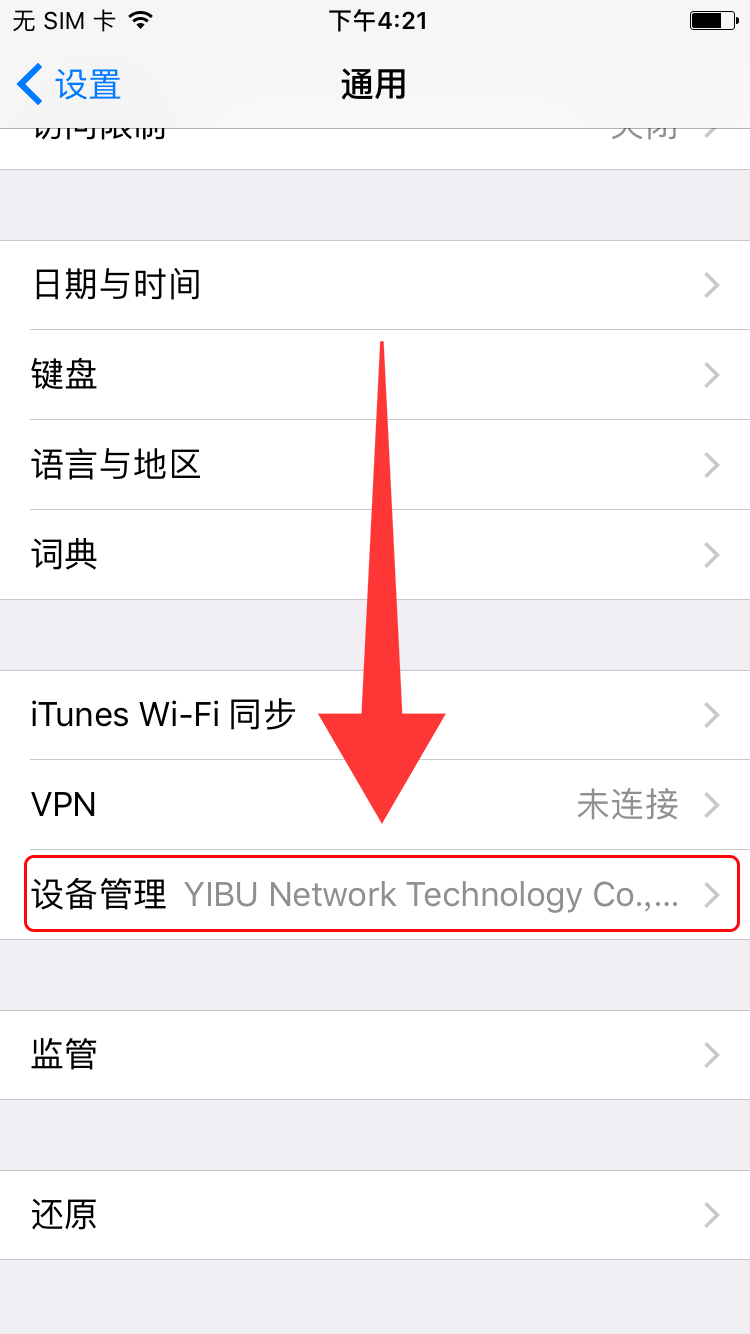 无 SIM 卡 下午4:21
设置 通用
访问限制 关闭
日期与时间
键盘
语言与地区
词典
iTunes Wi-Fi 同步
VPN 未连接
设备管理 YIBU Network Technology Co.,...
监管
还原